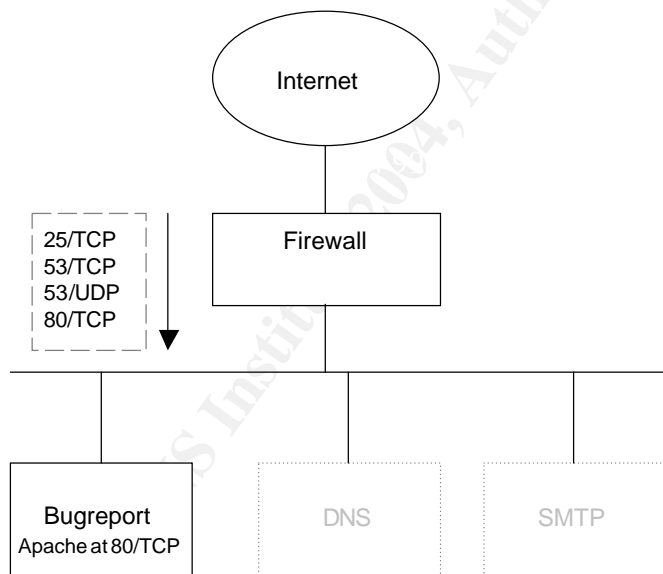 Internet
Firewall
25/TCP
53/TCP
53/UDP
80/TCP
Bugreport
Apache at 80/TCP
DNS
SMTP